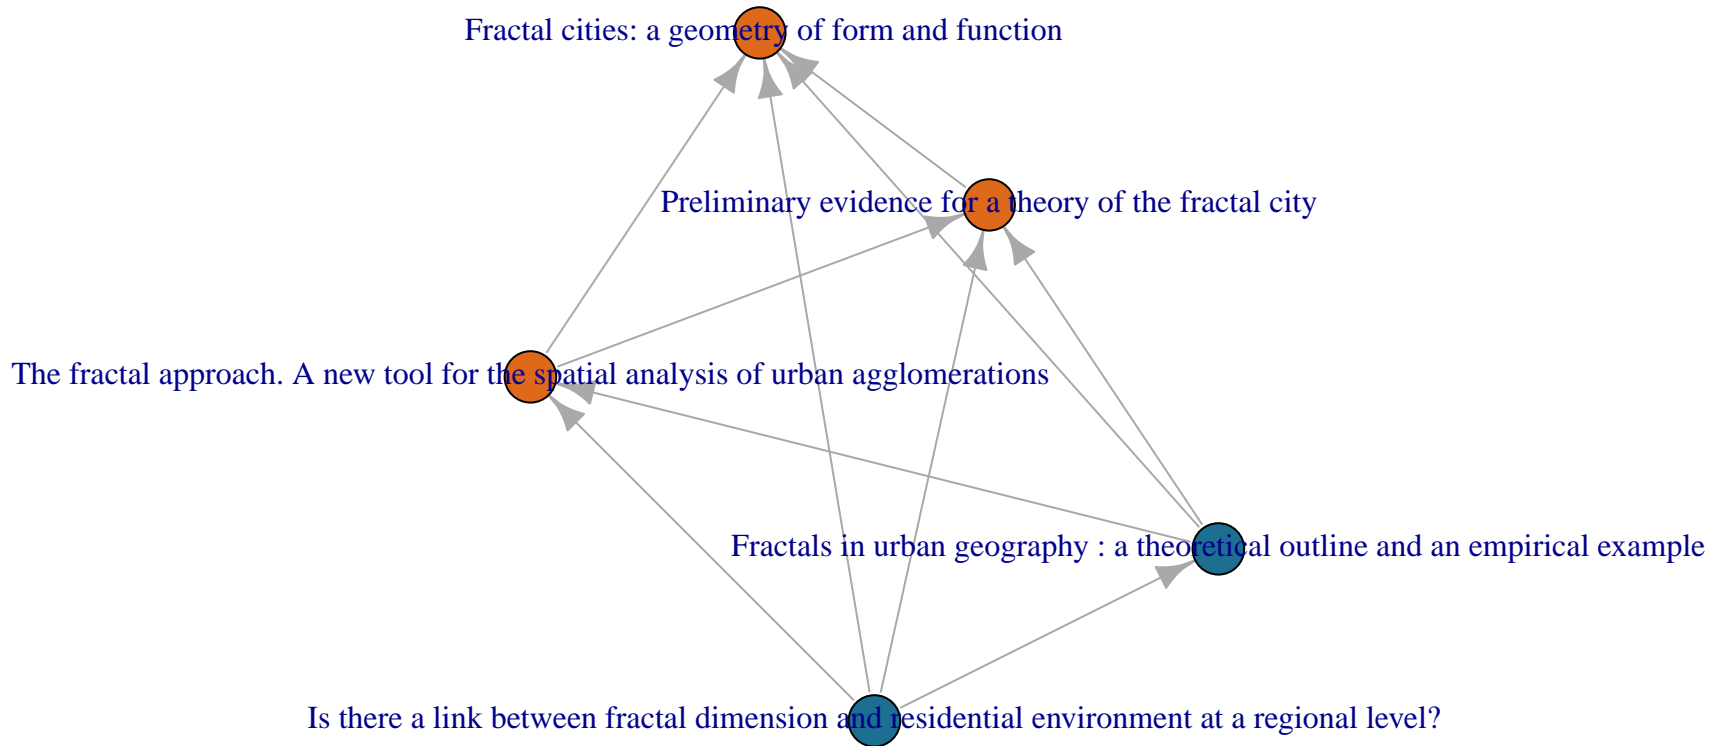 Fractal cities: a geometry of form and function
Preliminary evidence for a theory of the fractal city
The fractal approach. A new tool for the spatial analysis of urban agglomerations
Fractals in urban geography : a theoretical outline and an empirical example
Is there a link between fractal dimension and residential environment at a regional level?